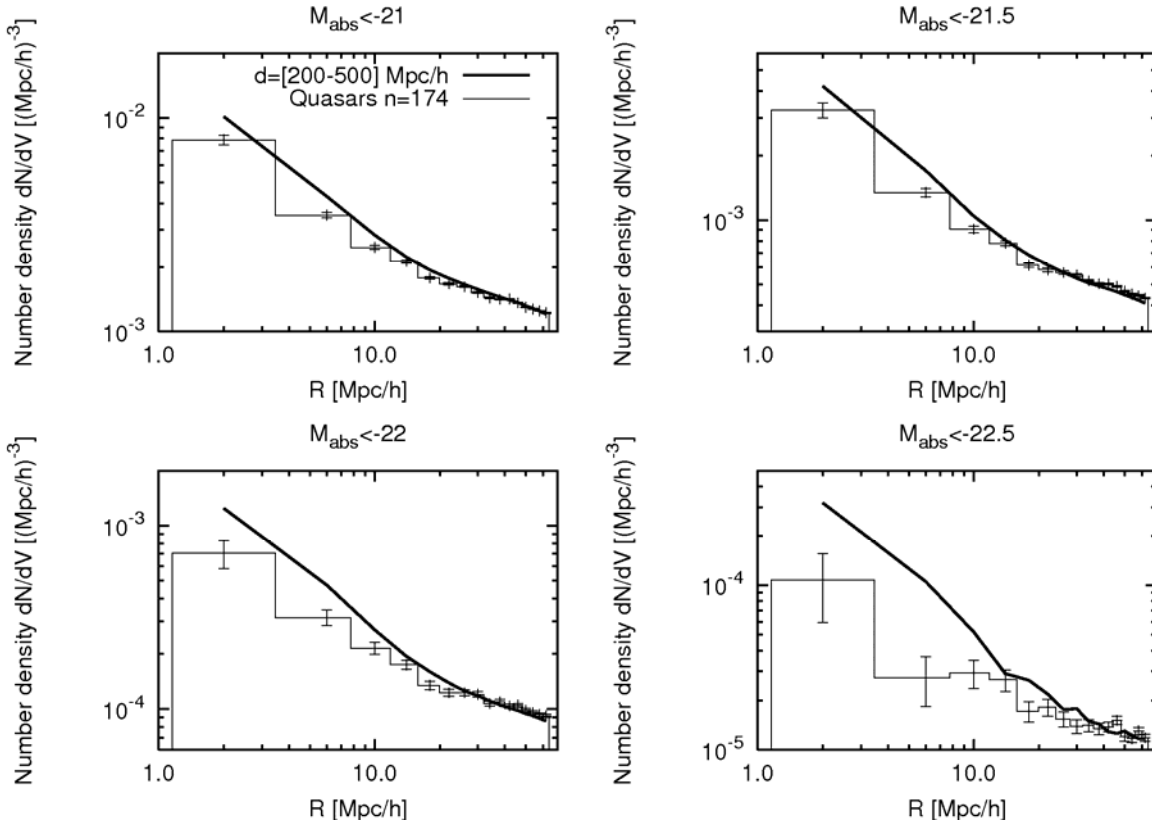 M_abs<-21
Number density dN/dV [(Mpc/h)^-3]
d=[200-500] Mpc/h
Quasars n=174
10^-2
10^-3
1.0 10.0
R [Mpc/h]
M_abs<-21.5
Number density dN/dV [(Mpc/h)^-3]
10^-3
1.0 10.0
R [Mpc/h]
M_abs<-22
Number density dN/dV [(Mpc/h)^-3]
10^-3
10^-4
1.0 10.0
R [Mpc/h]
M_abs<-22.5
Number density dN/dV [(Mpc/h)^-3]
10^-4
10^-5
1.0 10.0
R [Mpc/h]